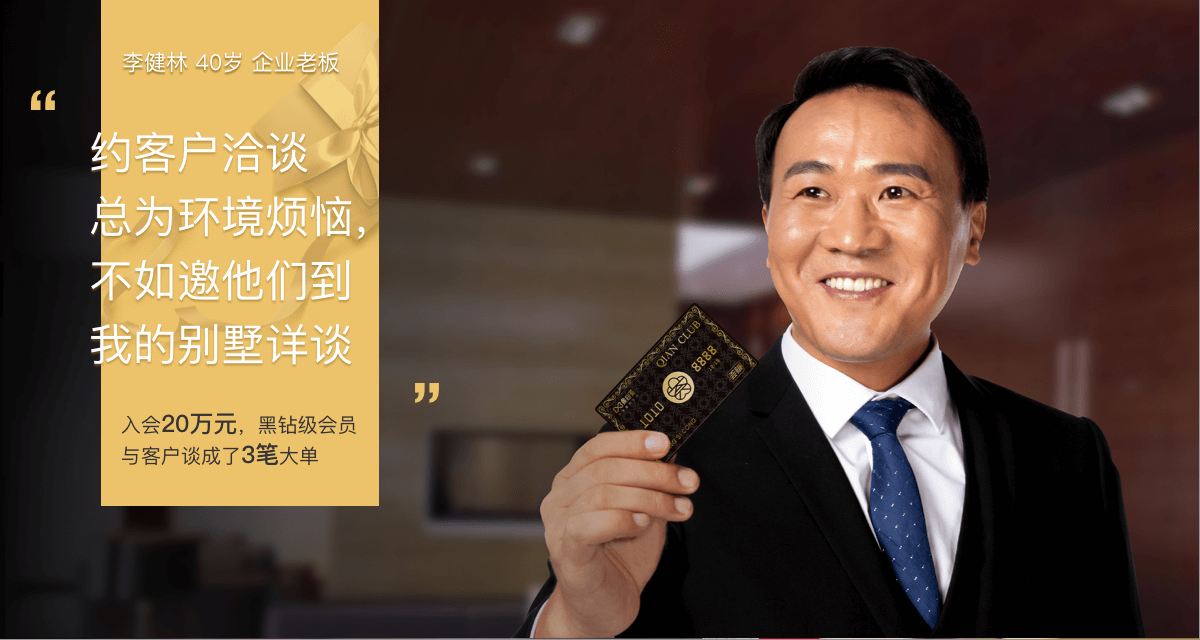 李健林 40岁 企业老板
“
约客户洽谈
总为环境烦恼，
不如邀他们到
我的别墅详谈
”
入会20万元，黑钻级会员
与客户谈成了3笔大单
QIAN CLUB
8888